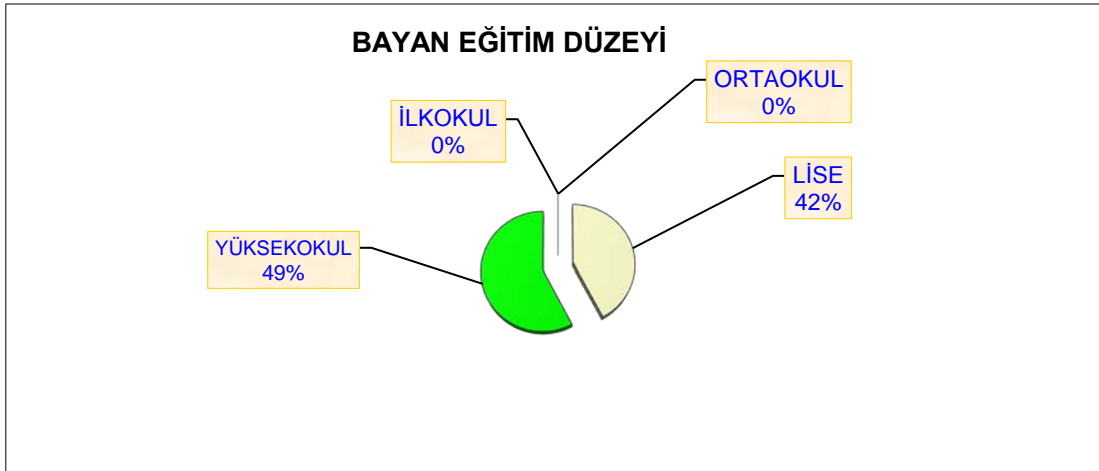 BAYAN EĞİTİM DÜZEYİ
İLKOKUL
0%
ORTAOKUL
0%
LİSE
42%
YÜKSEKOKUL
49%